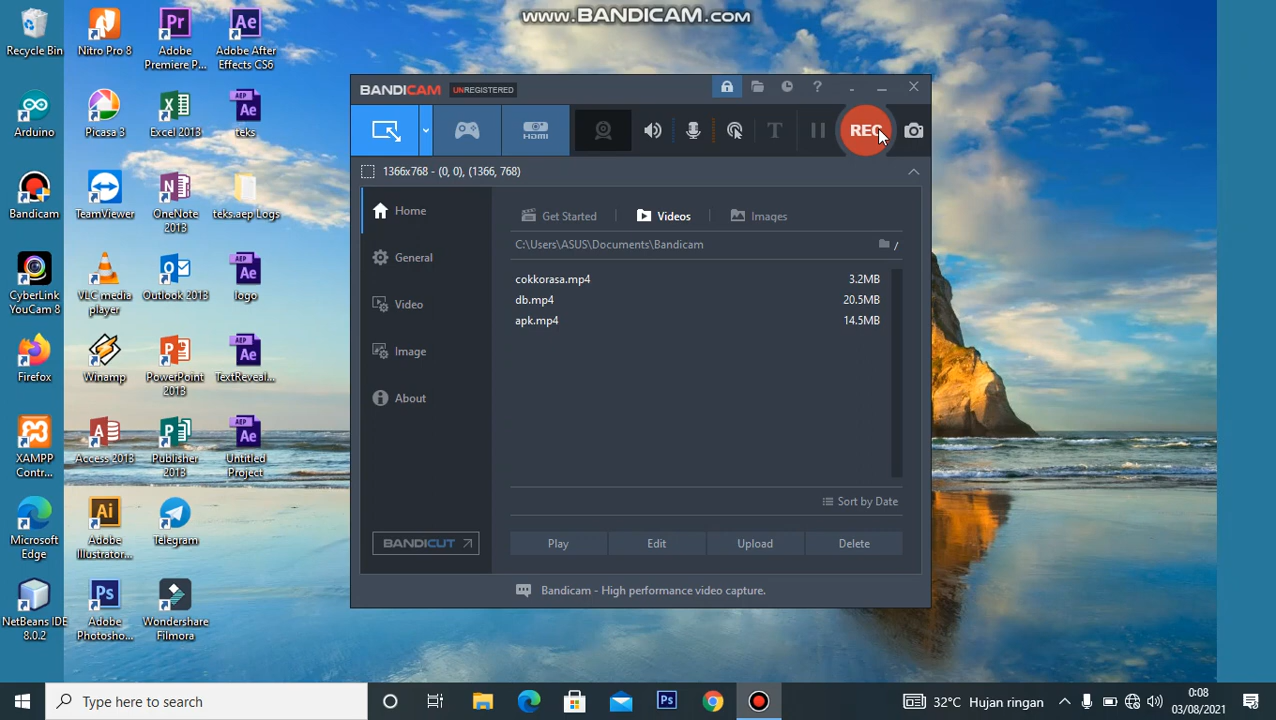 www.BANDICAM.com
Recycle Bin
Nitro Pro 8
Adobe
Premiere P...
Adobe After
Effects CS6
Arduino
Picasa 3
Excel 2013
teks
Bandicam
TeamViewer
OneNote
2013
teks.aep Logs
CyberLink
YouCam 8
VLC media
player
Outlook 2013
logo
Firefox
Winamp
PowerPoint
2013
TextReveal...
XAMPP
Contr...
Access 2013
Publisher
2013
Untitled
Project
Microsoft
Edge
Adobe
Illustrator...
Telegram
NetBeans IDE
8.0.2
Adobe
Photosho...
Wondershare
Filmora
BANDICAM UNREGISTERED
HDMI
REC
1366x768 - (0, 0), (1366, 768)
Home
General
Video
Image
About
BANDICUT
Get Started
Videos
Images
C:\Users\ASUS\Documents\Bandicam
cokkorasa.mp4 3.2MB
db.mp4 20.5MB
apk.mp4 14.5MB
Sort by Date
Play Edit Upload Delete
Bandicam - High performance video capture.
Type here to search
32°C Hujan ringan
0:08
03/08/2021